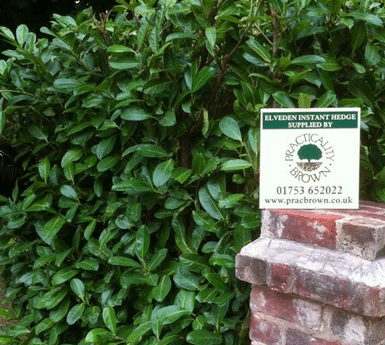 ELVEDEN INSTANT HEDGE
SUPPLIED BY
PRACTICALITY
BROWN
01753 652022
www.pracbrown.co.uk